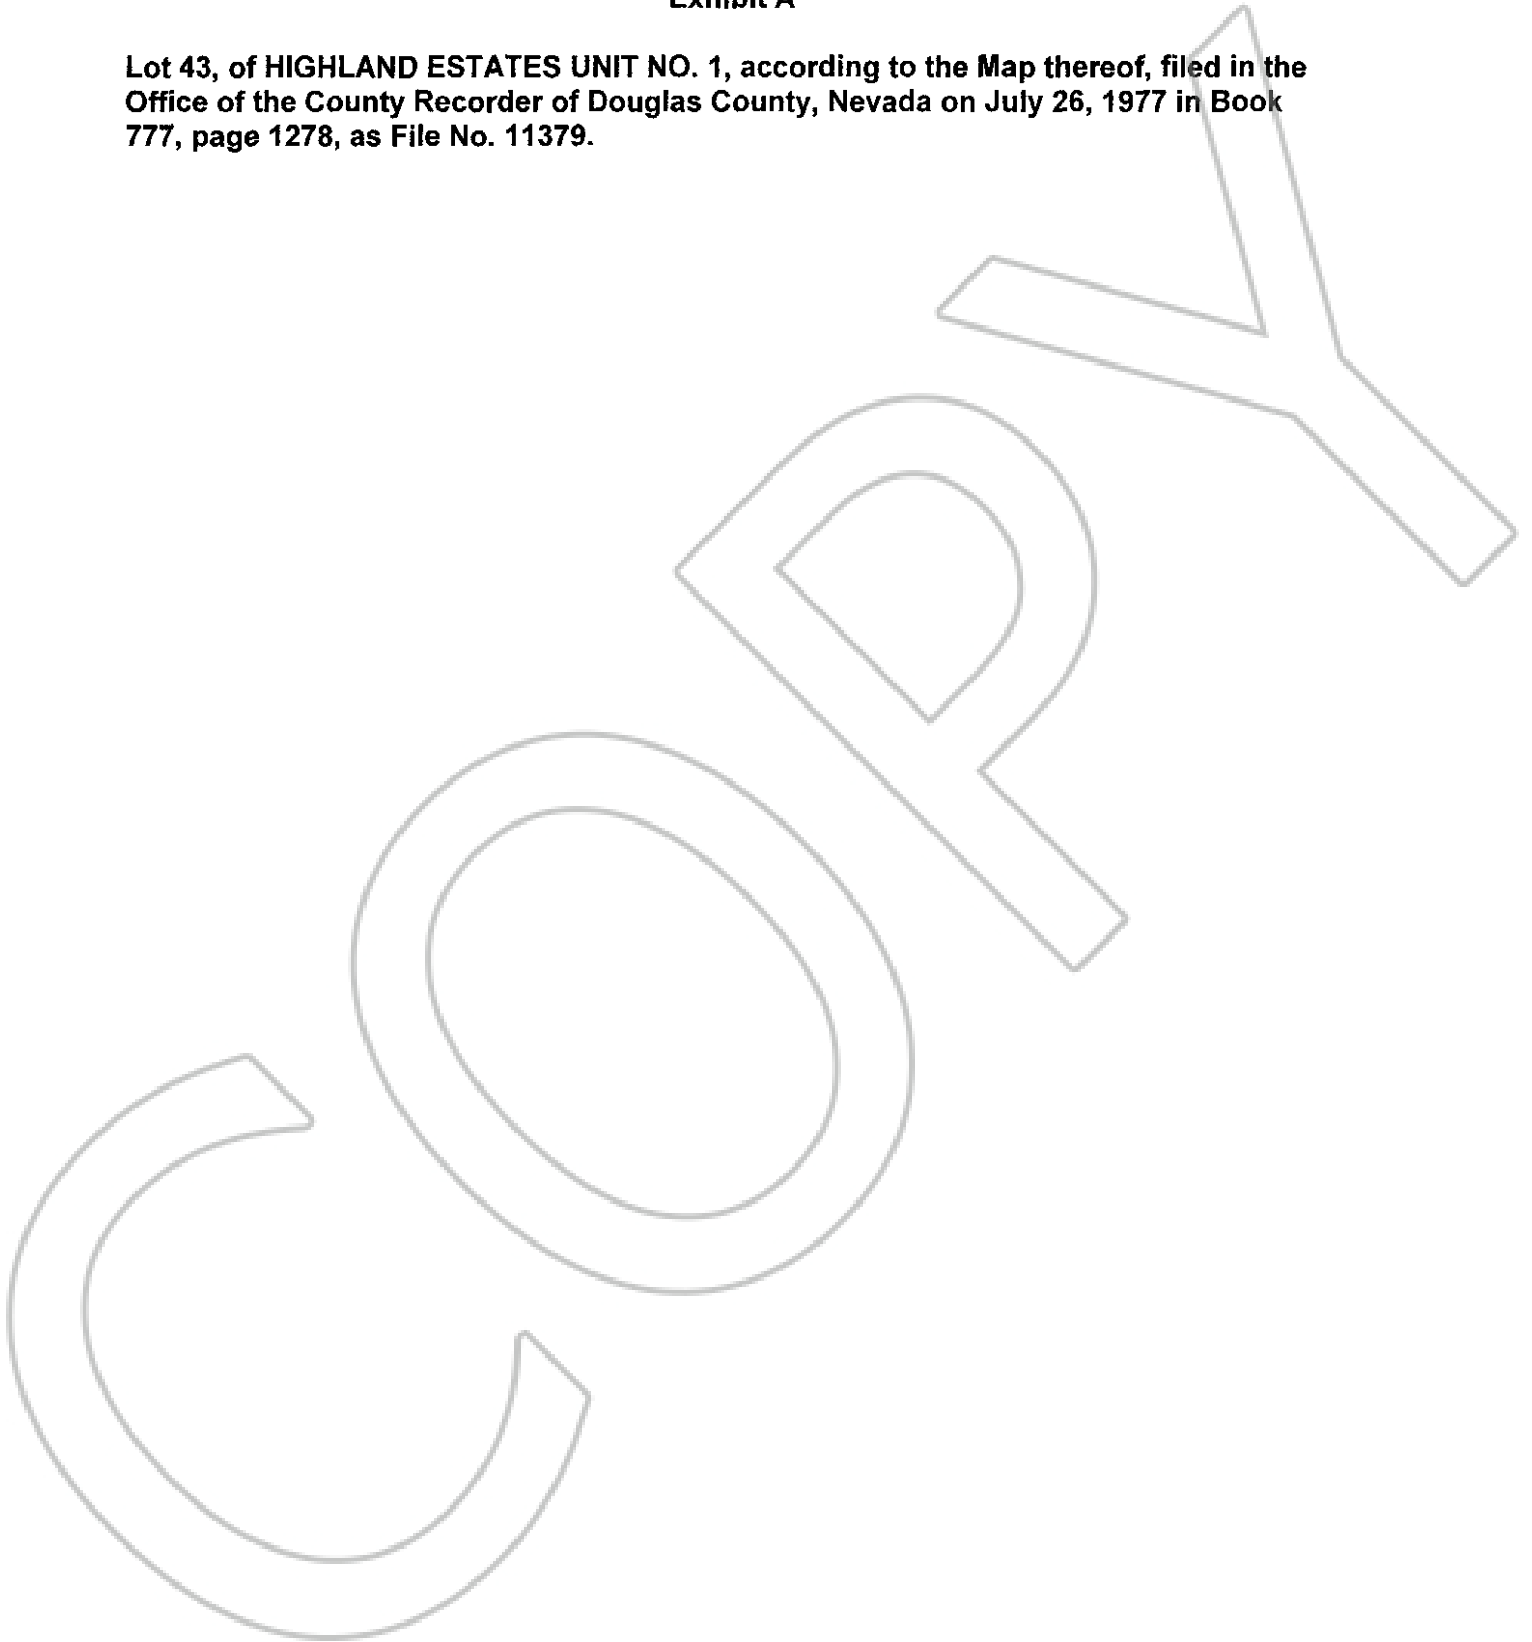 Exhibit A
Lot 43, of HIGHLAND ESTATES UNIT NO. 1, according to the Map thereof, filed in the
Office of the County Recorder of Douglas County, Nevada on July 26, 1977 in Book
777, page 1278, as File No. 11379.
COPY